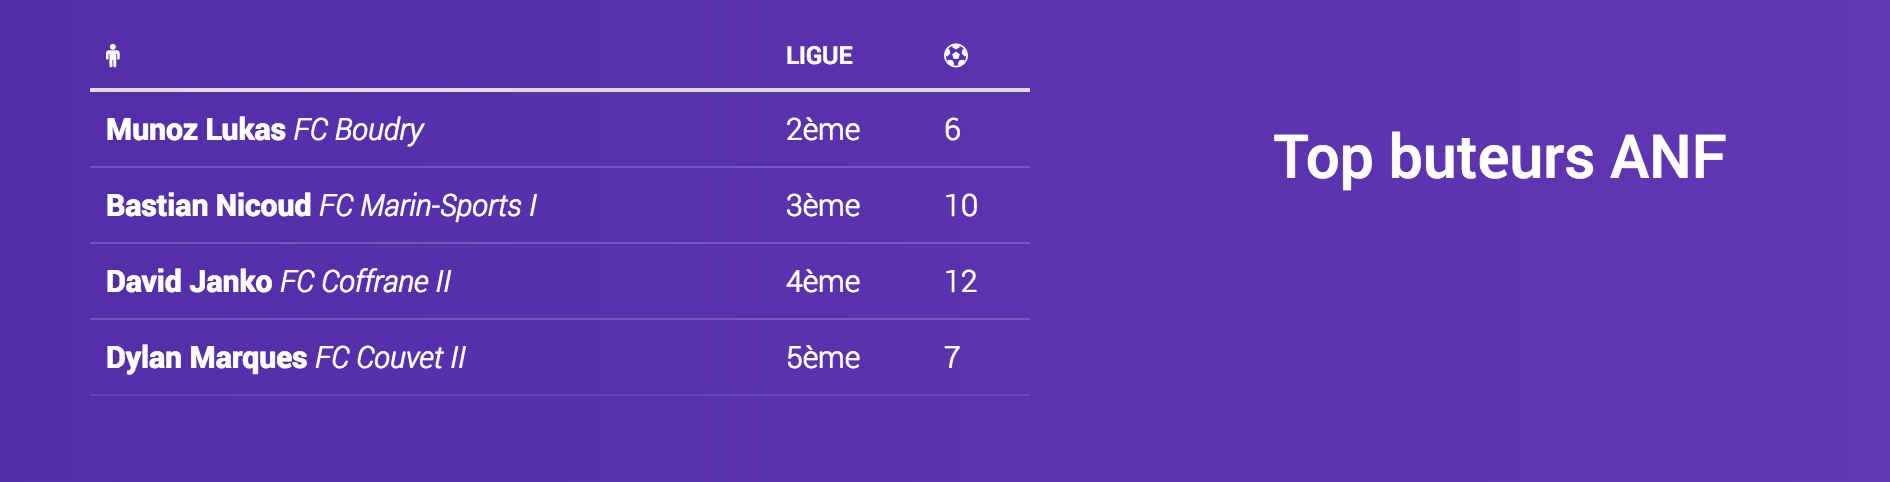 LIGUE
Munoz Lukas FC Boudry 2ème 6
Bastian Nicoud FC Marin-Sports I 3ème 10
David Janko FC Coffrane II 4ème 12
Dylan Marques FC Couvet II 5ème 7
Top buteurs ANF